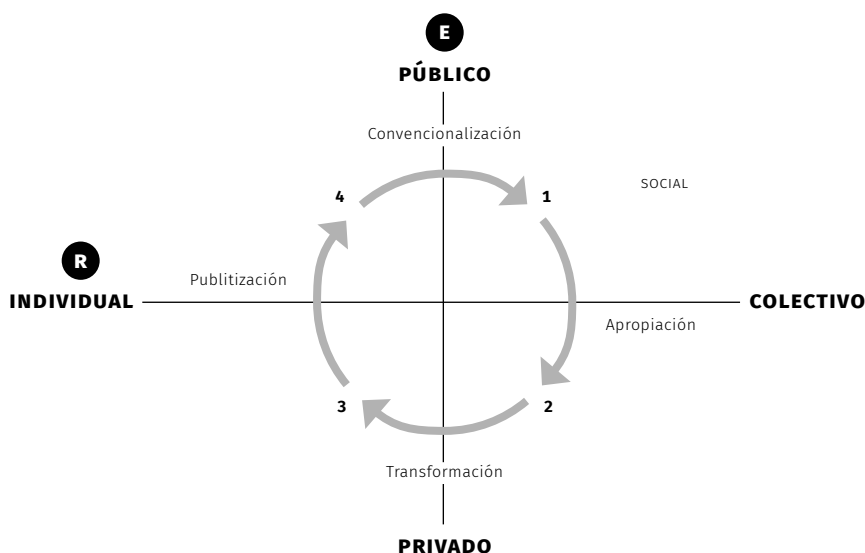 E
PÚBLICO
Convencionalización
4
1
SOCIAL
R
Publitización
INDIVIDUAL
COLECTIVO
Apropiación
3
2
Transformación
PRIVADO